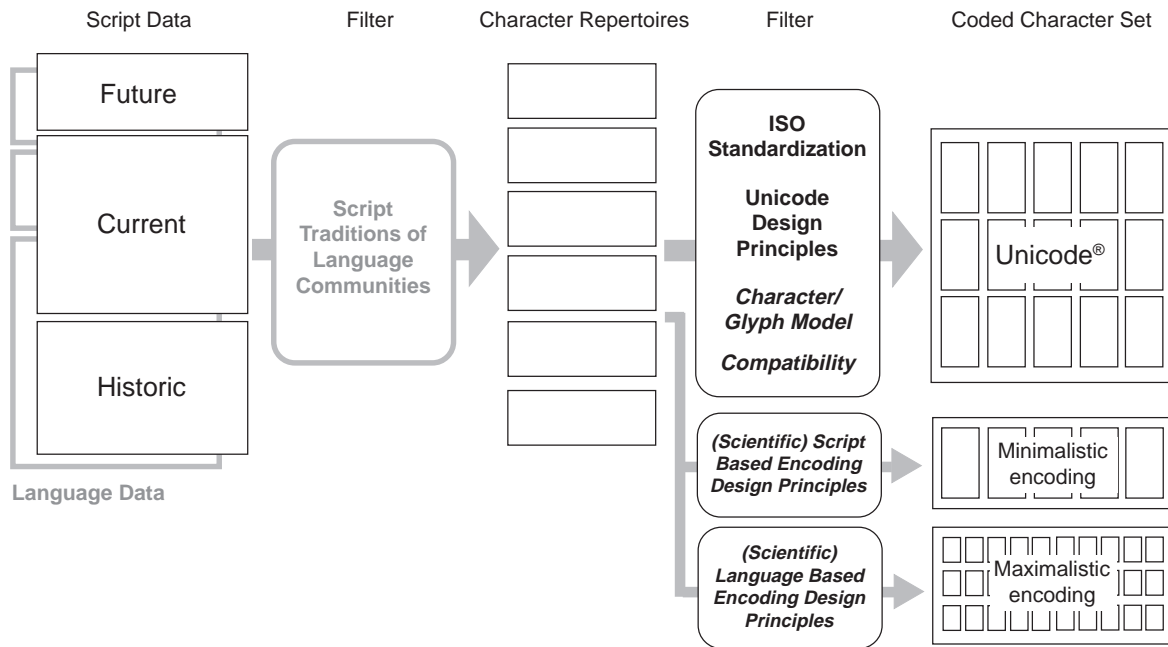 Script Data
Filter
Character Repertoires
Filter
Coded Character Set
Future
Current
Historic
Language Data
Script
Traditions of
Language
Communities
ISO
Standardization
Unicode
Design
Principles
Character/
Glyph Model
Compatibility
(Scientific) Script
Based Encoding
Design Principles
(Scientific)
Language Based
Encoding Design
Principles
Unicode®
Minimalistic
encoding
Maximalistic
encoding